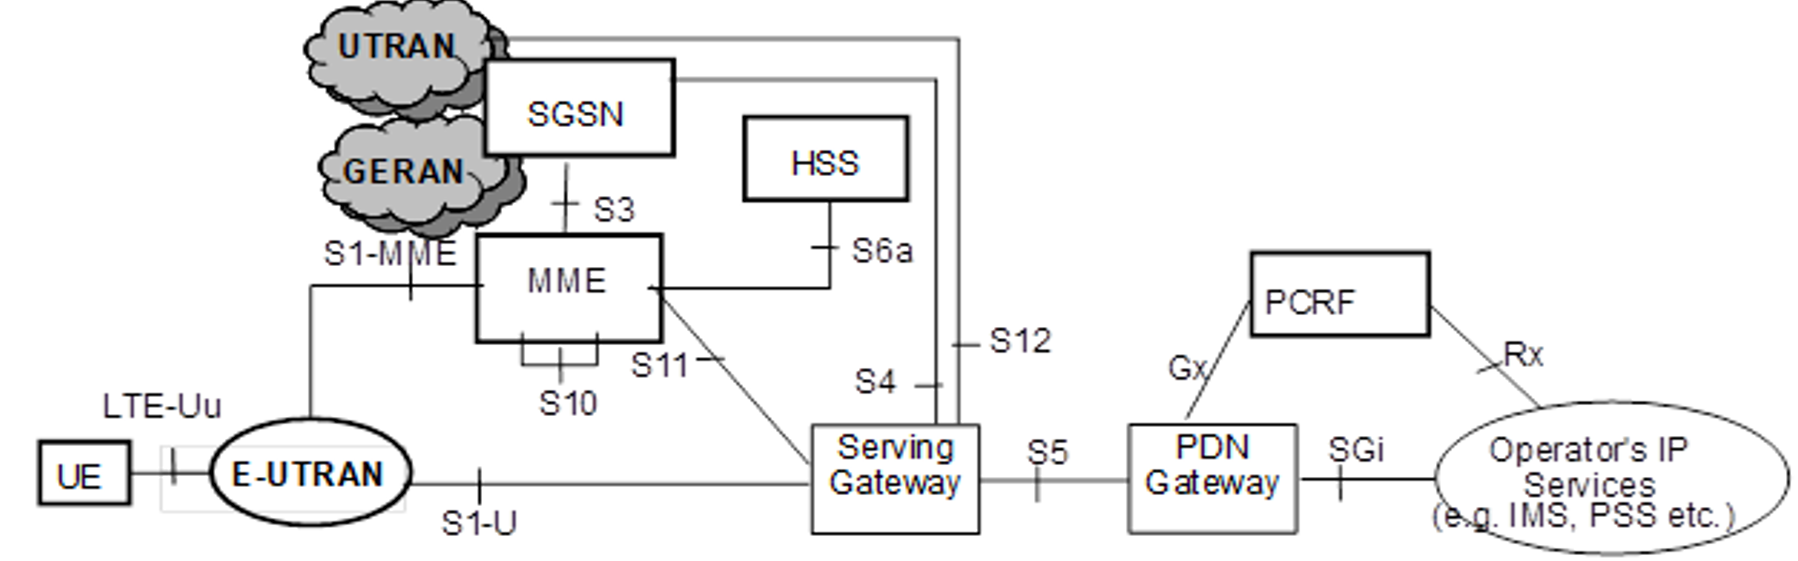 UTRAN
SGSN
HSS
GERAN
S3
S1-MME
S6a
MME
PCRF
S12
S11
Rx
Gx
S4
S10
LTE-Uu
Serving
Gateway
PDN
Gateway
S5
SGi
Operator's IP
Services
(e.g. IMS, PSS etc.)
UE
E-UTRAN
S1-U